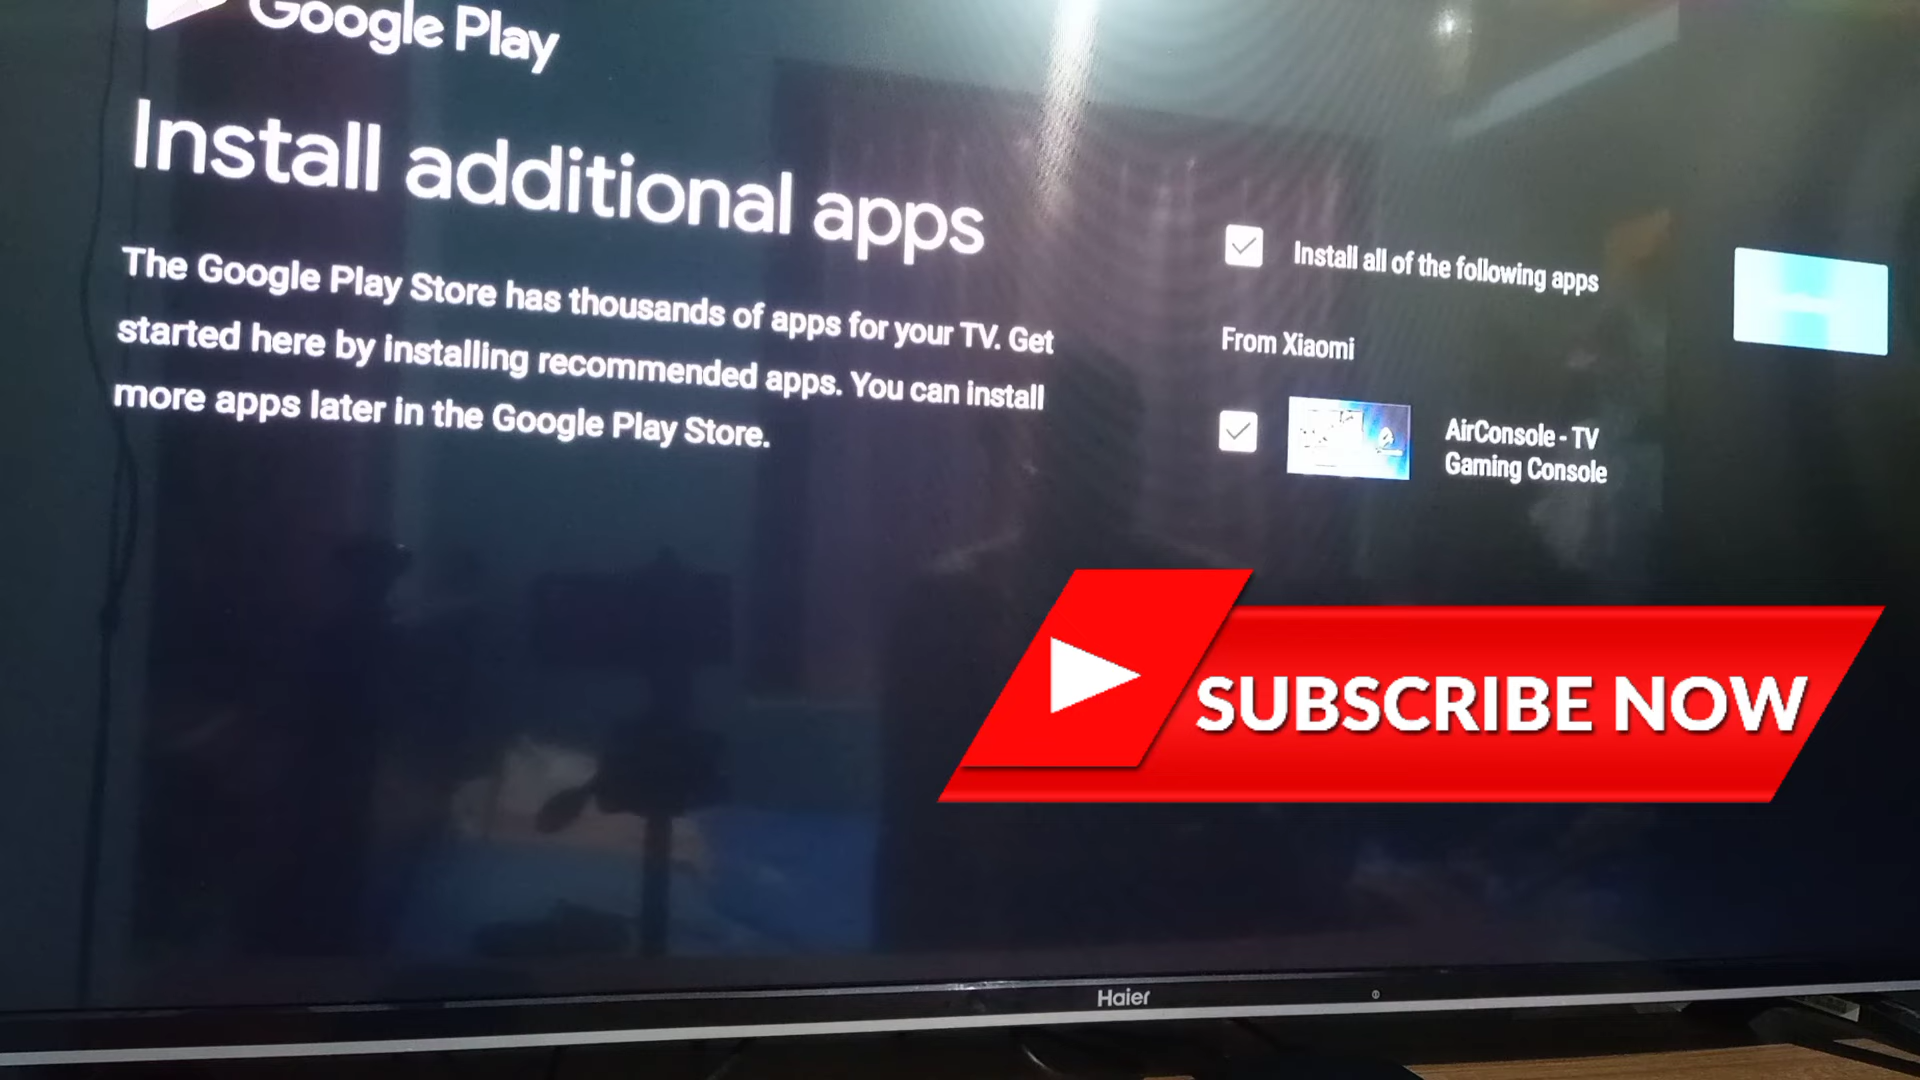 Google Play
Install additional apps
The Google Play Store has thousands of apps for your TV. Get
started here by installing recommended apps. You can install
more apps later in the Google Play Store.
Install all of the following apps
From Xiaomi
AirConsole - TV
Gaming Console
SUBSCRIBE NOW
Haier